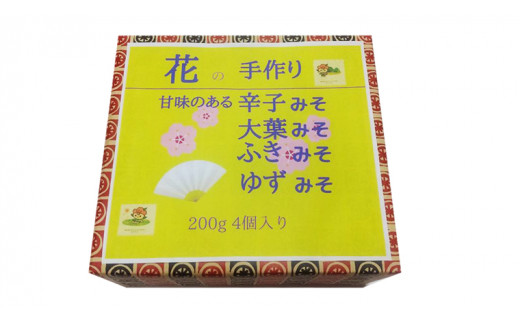 花の手作り
甘味のある 辛子みそ
大葉みそ
ふきみそ
ゆずみそ
200g 4個入り